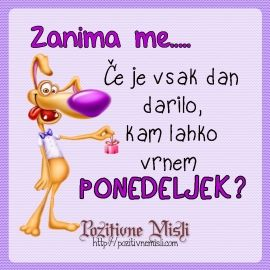 Zanima me.....
Če je vsak dan
darilo,
kam lahko
vrnem
PONEDELJEK?
Pozitivne Misli
http://pozitivnemisli.com